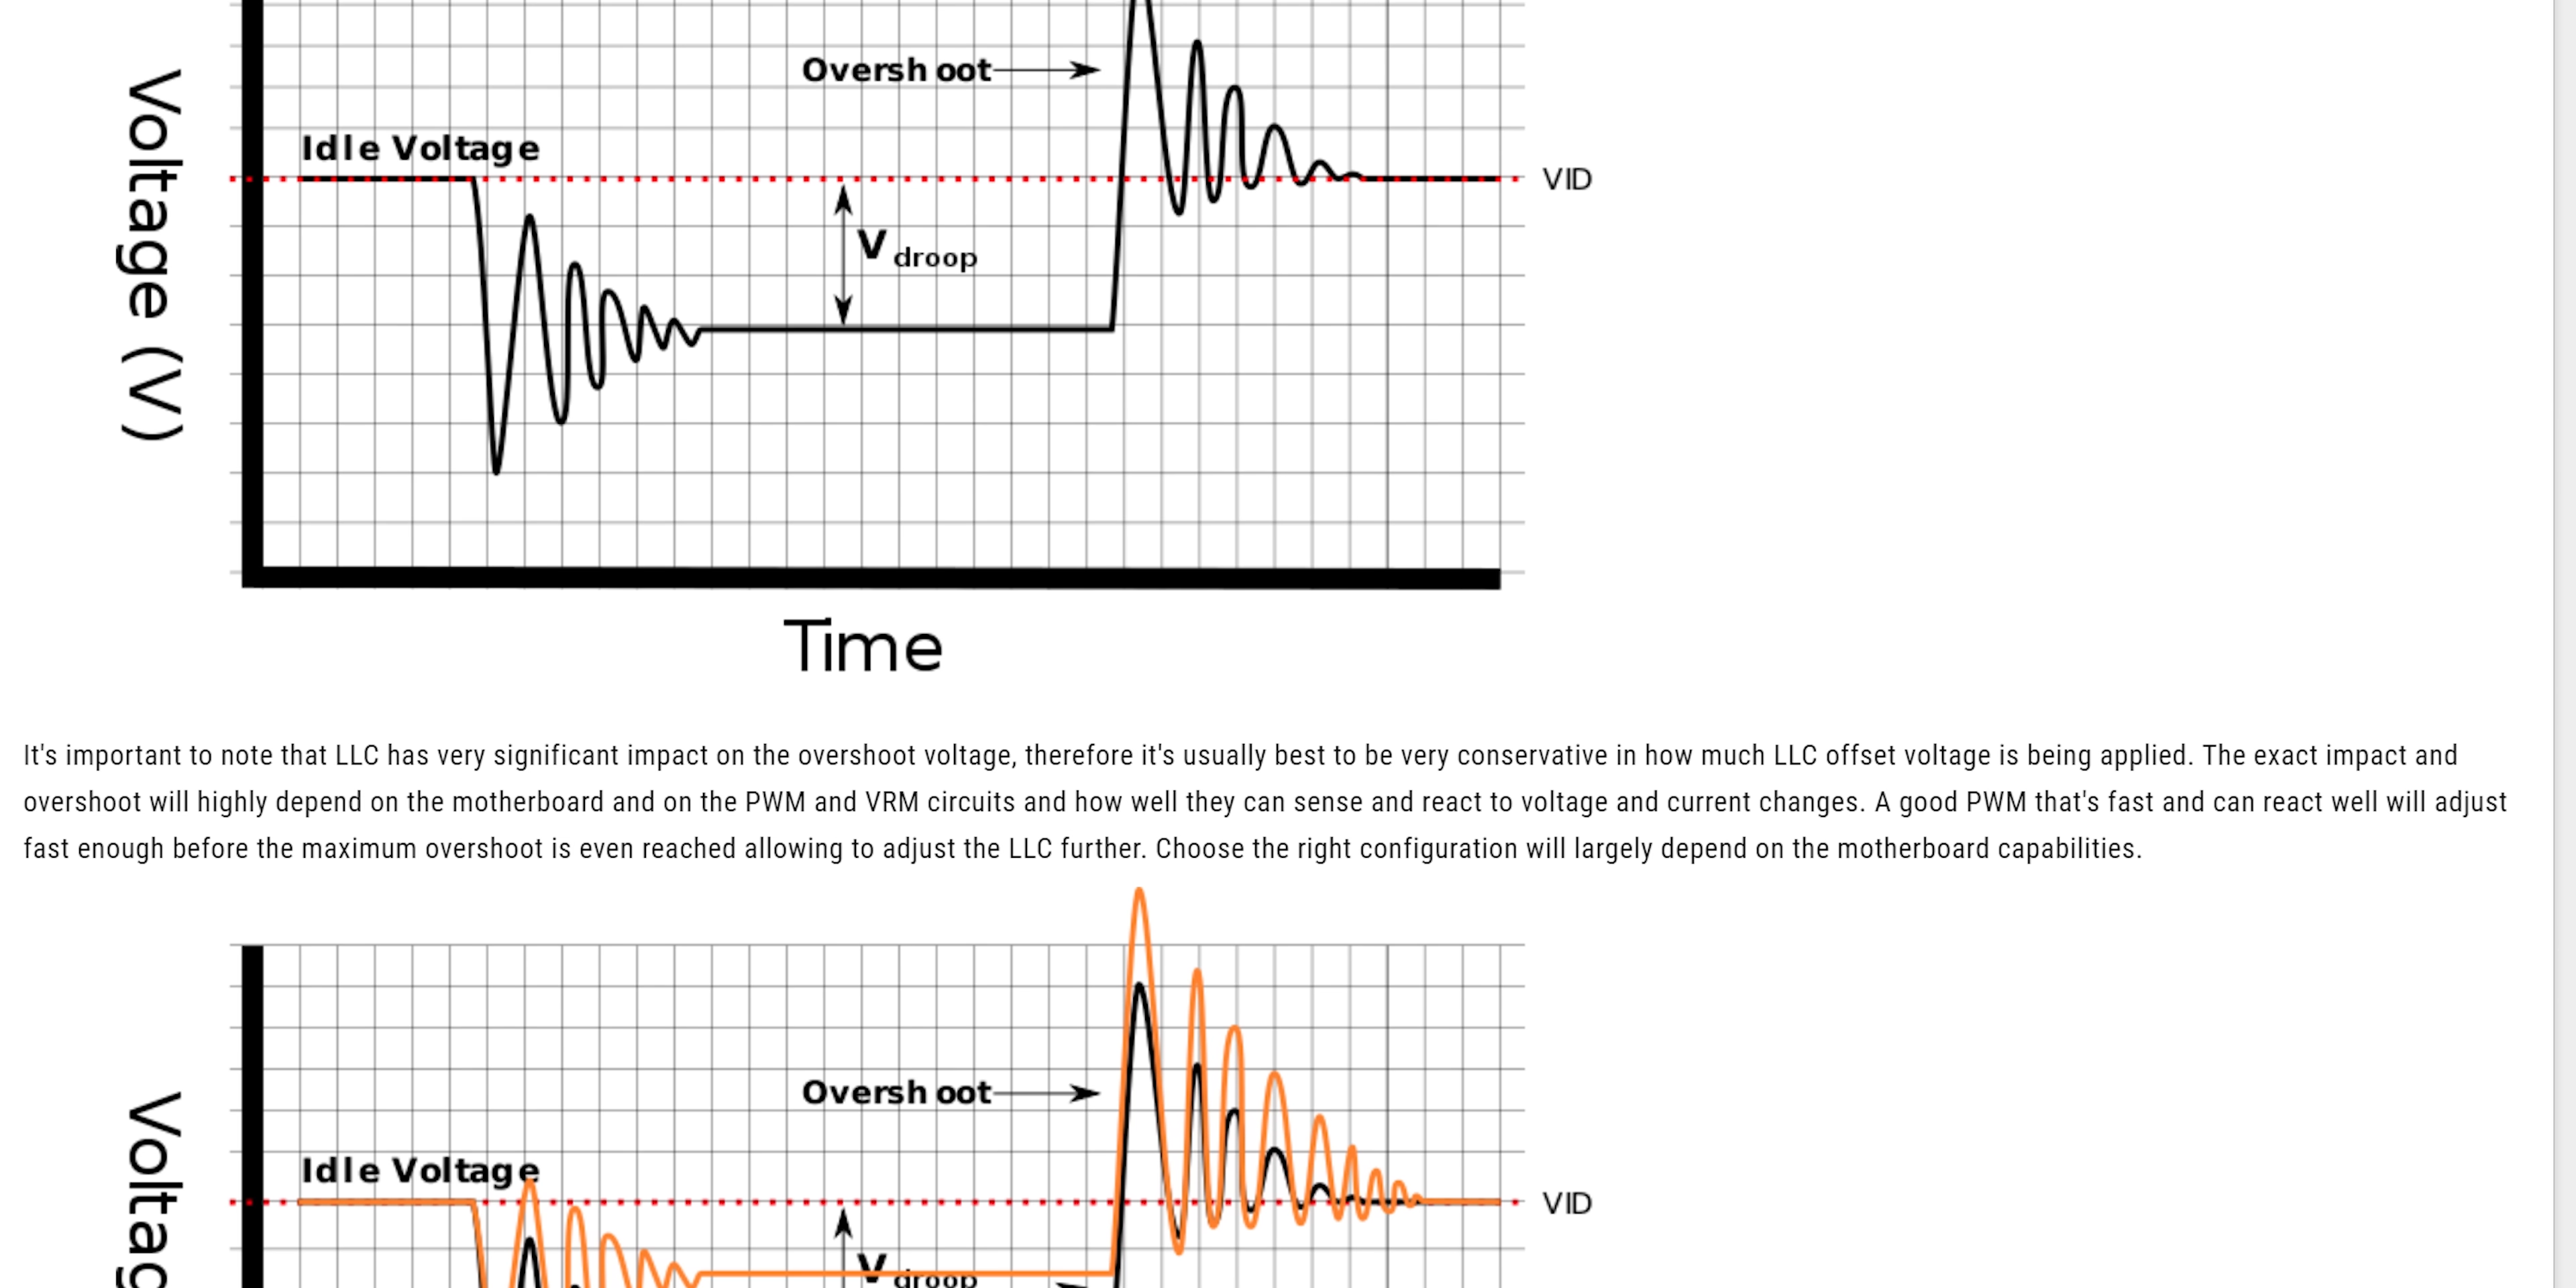 Voltage (V)
Oversh oot
Idle Voltage
VID
V droop
Time
It's important to note that LLC has very significant impact on the overshoot voltage, therefore it's usually best to be very conservative in how much LLC offset voltage is being applied. The exact impact and
overshoot will highly depend on the motherboard and on the PWM and VRM circuits and how well they can sense and react to voltage and current changes. A good PWM that's fast and can react well will adjust
fast enough before the maximum overshoot is even reached allowing to adjust the LLC further. Choose the right configuration will largely depend on the motherboard capabilities.
Voltag
Oversh oot
Idle Voltage
VID
V droop